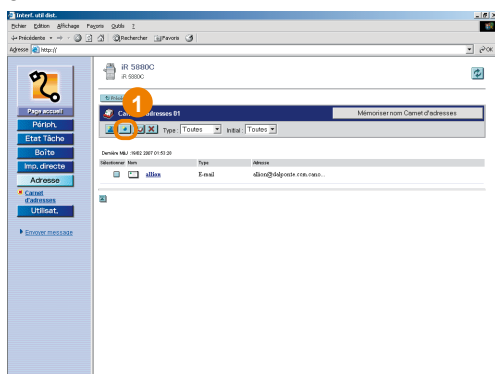 Interf. util dist.
Fichier Edition Affichage Favoris Outils ?
Précédente Rechercher Favoris
Adresse http:// OK
iR 5880C
iR 5880C
1
Page accueil
Carnet d'adresses 01 Mémoriser nom Carnet d'adresses
Périph.
Type : Toutes Initial : Toutes
Etat Tâche
Boîte
Dernière MàJ : 19/02 2007 01:53:20
Imp. directe
Sélectionner Nom Type Adresse
Adresse
allion E-mail allion@dalponte.com.cano...
Carnet
d'adresses
Utilisat.
Envoyer message